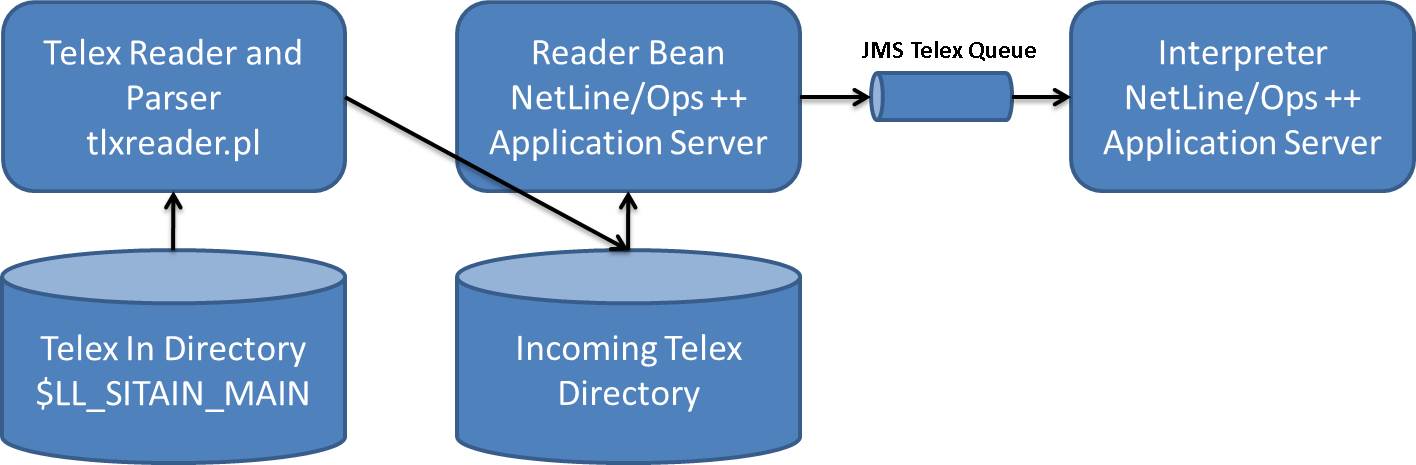 Telex Reader and
Parser
tlxreader.pl
Reader Bean
NetLine/Ops ++
Application Server
JMS Telex Queue
Interpreter
NetLine/Ops ++
Application Server
Telex In Directory
$LL_SITAIN_MAIN
Incoming Telex
Directory